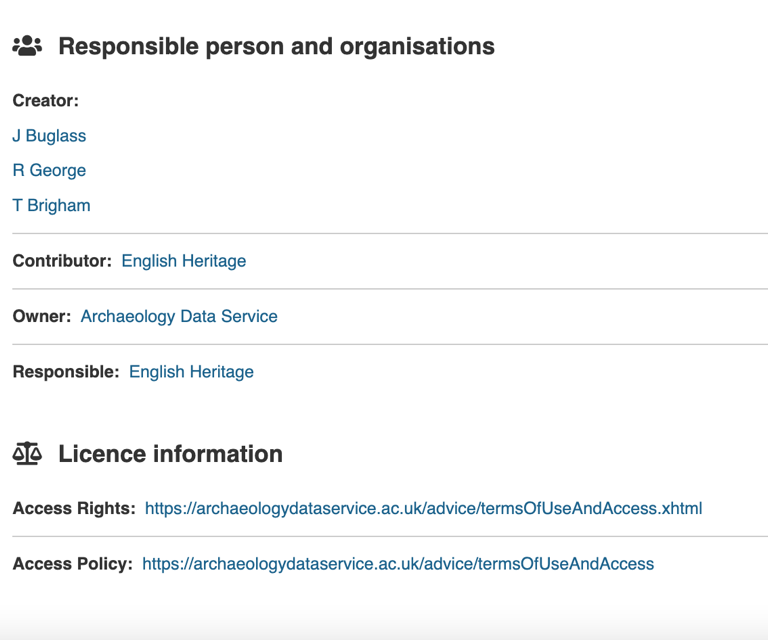 Responsible person and organisations
Creator:
J Buglass
R George
T Brigham
Contributor: English Heritage
Owner: Archaeology Data Service
Responsible: English Heritage
Licence information
Access Rights: https://archaeologydataservice.ac.uk/advice/termsOfUseAndAccess.xhtml
Access Policy: https://archaeologydataservice.ac.uk/advice/termsOfUseAndAccess